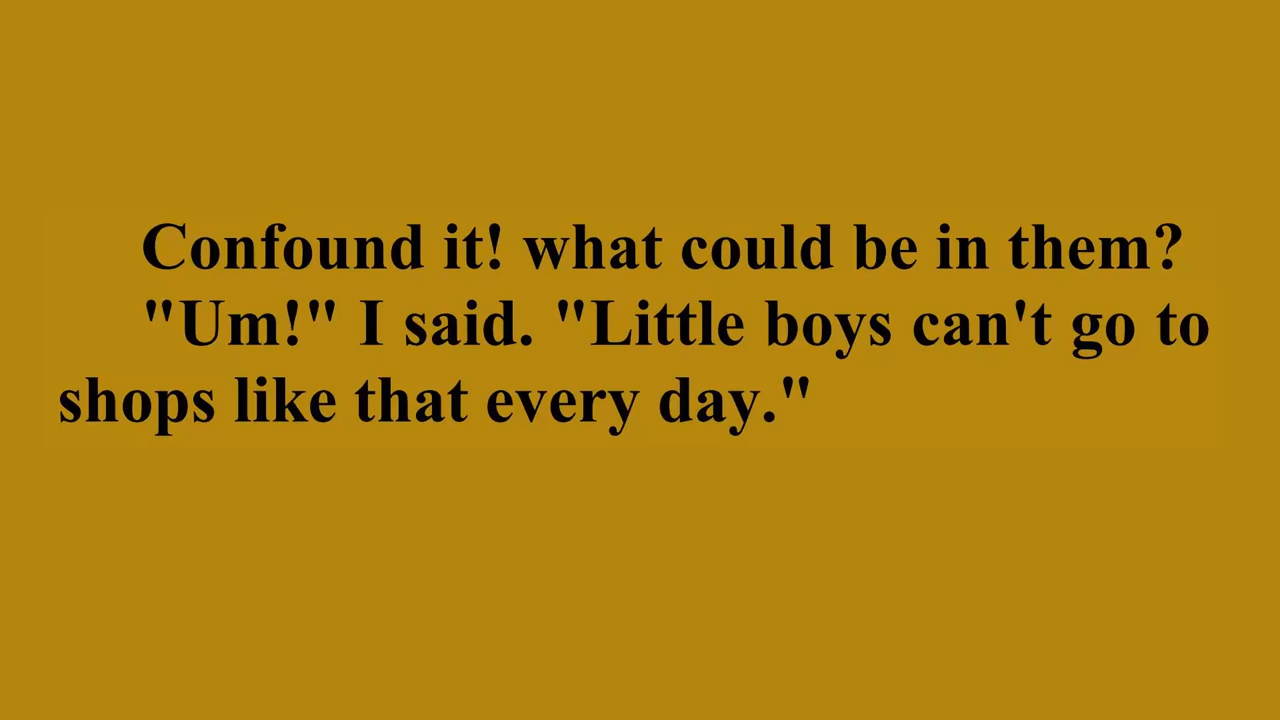 Confound it! what could be in them?
"Um!" I said. "Little boys can't go to
shops like that every day."